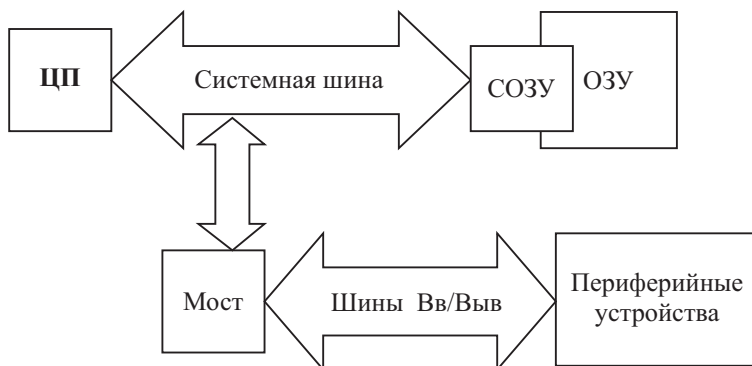 ЦП
Системная шина
СОЗУ
ОЗУ
Мост
Шины Вв/Выв
Периферийные
устройства